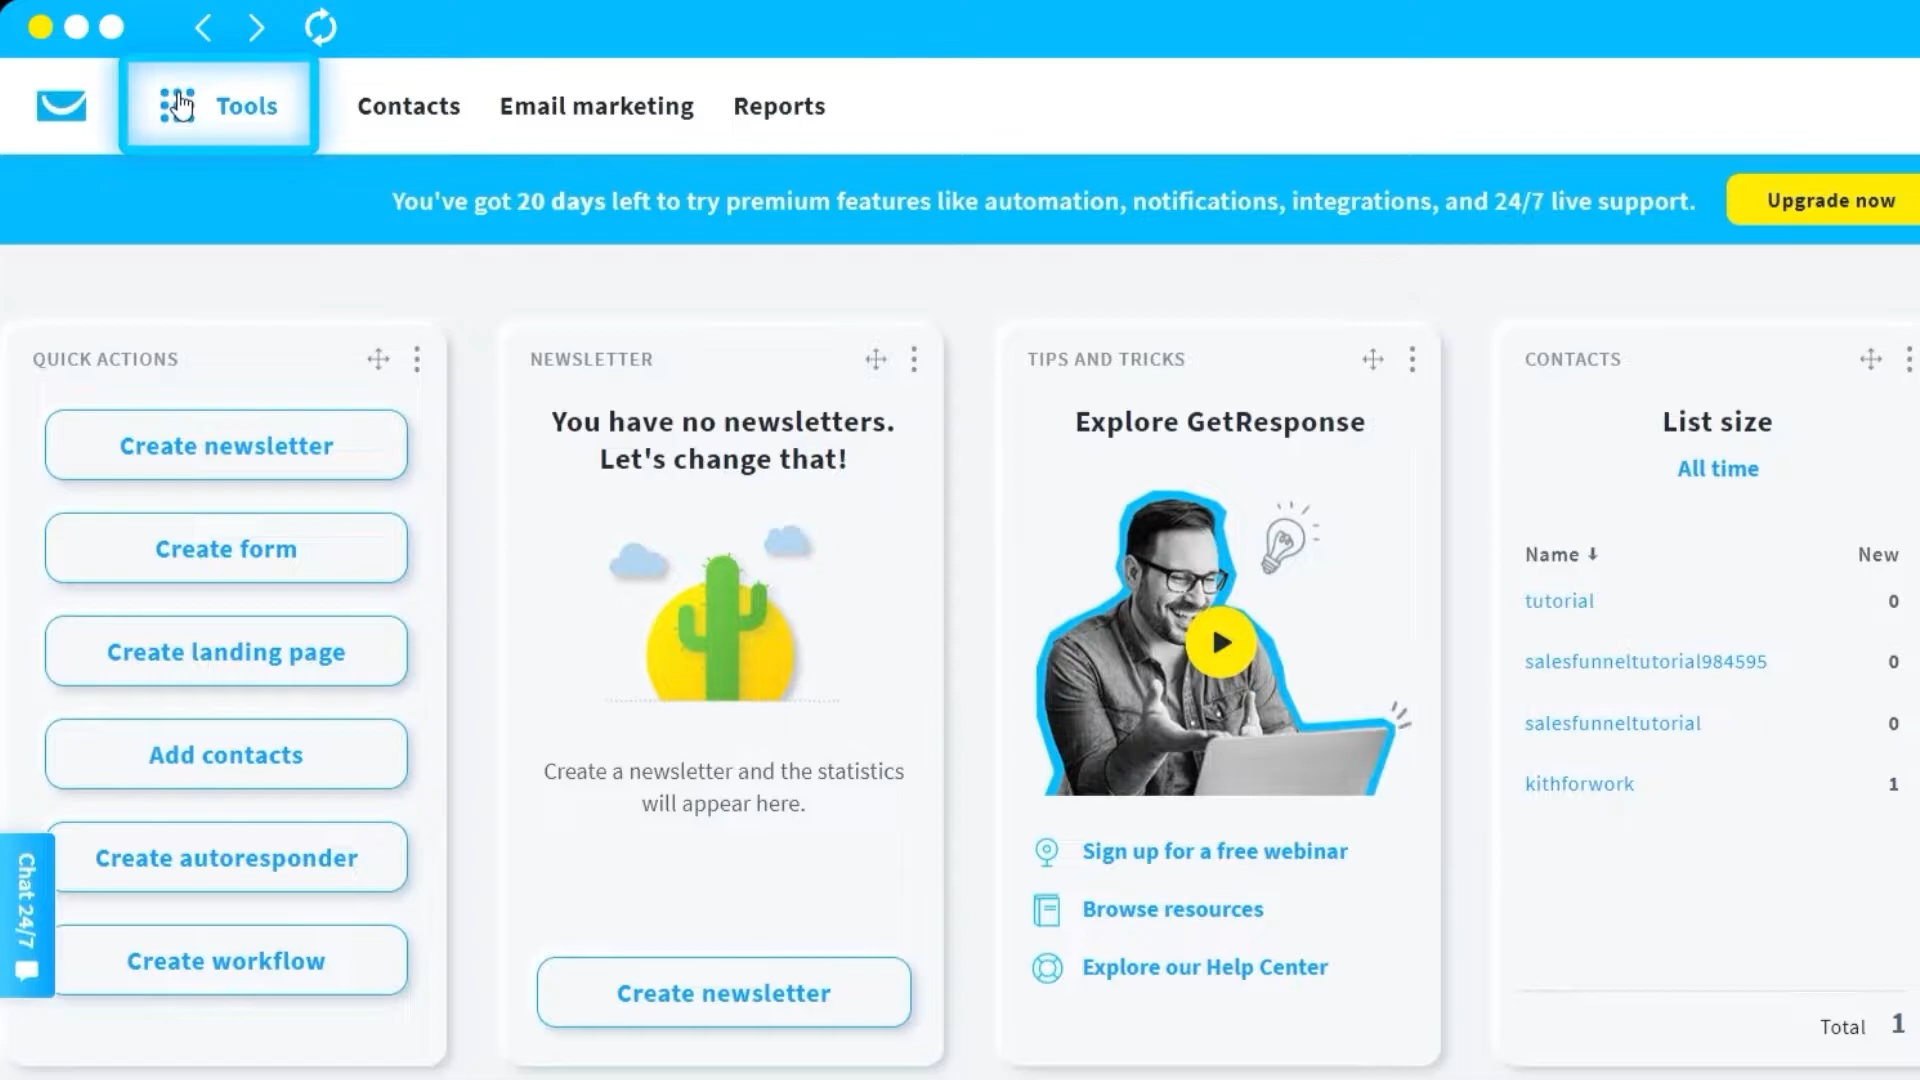 Tools
Contacts
Email marketing
Reports
You've got 20 days left to try premium features like automation, notifications, integrations, and 24/7 live support.
Upgrade now
QUICK ACTIONS
Create newsletter
Create form
Create landing page
Add contacts
Create autoresponder
Create workflow
Chat 24/7
NEWSLETTER
You have no newsletters.
Let's change that!
Create a newsletter and the statistics
will appear here.
Create newsletter
TIPS AND TRICKS
Explore GetResponse
Sign up for a free webinar
Browse resources
Explore our Help Center
CONTACTS
List size
All time
Name New
tutorial 0
salesfunneltutorial984595 0
salesfunneltutorial 0
kithforwork 1
Total 1